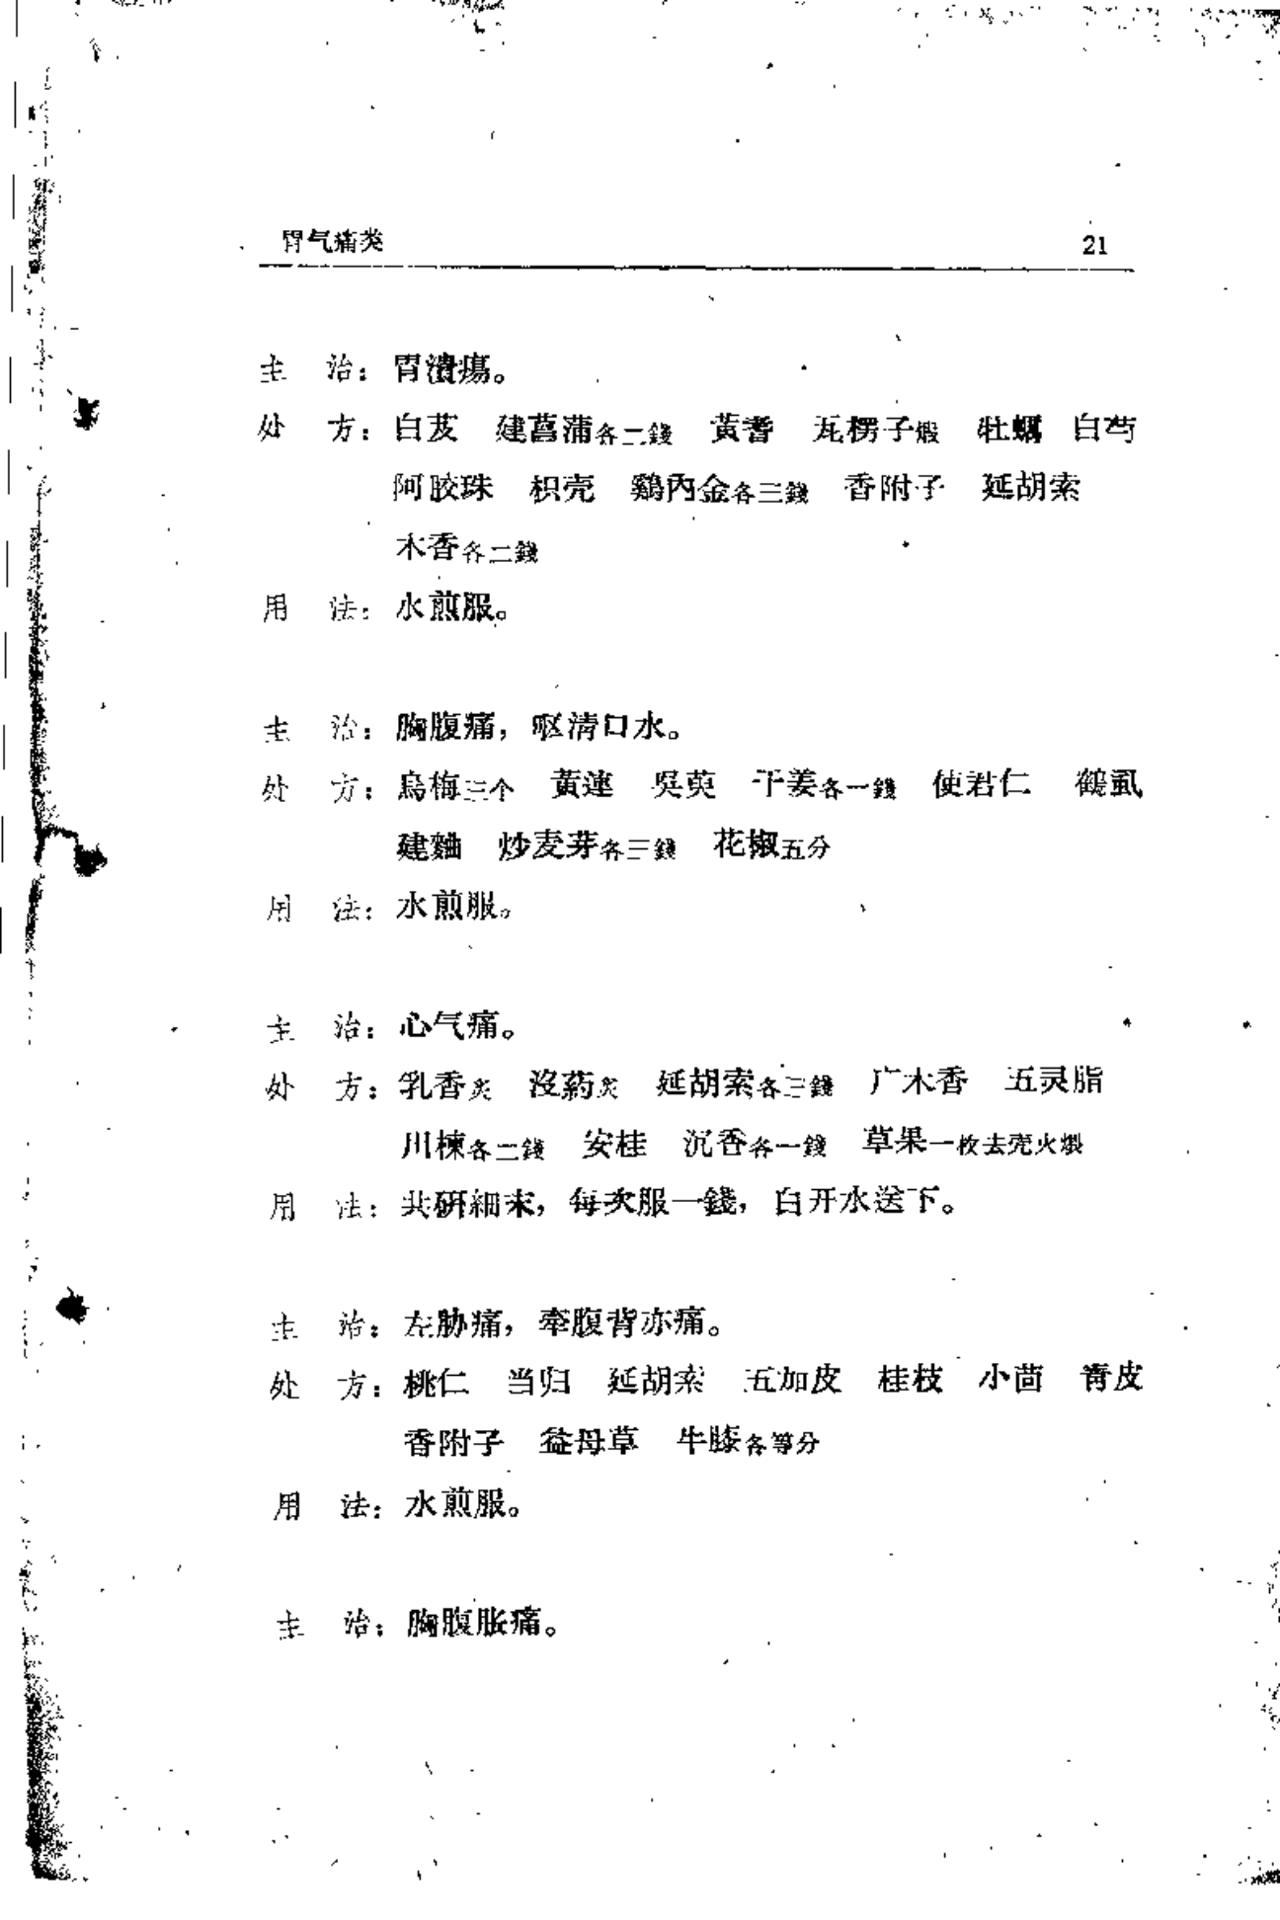 胃气痛类 21
主 治：胃潰瘍。
处 方：白芨 建菖蒲各二錢 黃耆 瓦楞子煅 牡蠣 白芍
阿胶珠 枳壳 鷄內金各三錢 香附子 延胡索
木香各二錢
用 法：水煎服。
主 治：胸腹痛，呕清口水。
处 方：烏梅三个 黃蓮 吳萸 干姜各一錢 使君仁 鶴虱
建麯 炒麦芽各三錢 花椒五分
用 法：水煎服。
主 治：心气痛。
处 方：乳香炙 沒药炙 延胡索各三錢 广木香 五灵脂
川楝各二錢 安桂 沉香各一錢 草果一枚去壳火煨
用 法：共研細末，每次服一錢，白开水送下。
主 治：左胁痛，牵腹背亦痛。
处 方：桃仁 当归 延胡索 五加皮 桂枝 小茴 青皮
香附子 益母草 牛膝各等分
用 法：水煎服。
主 治：胸腹胀痛。